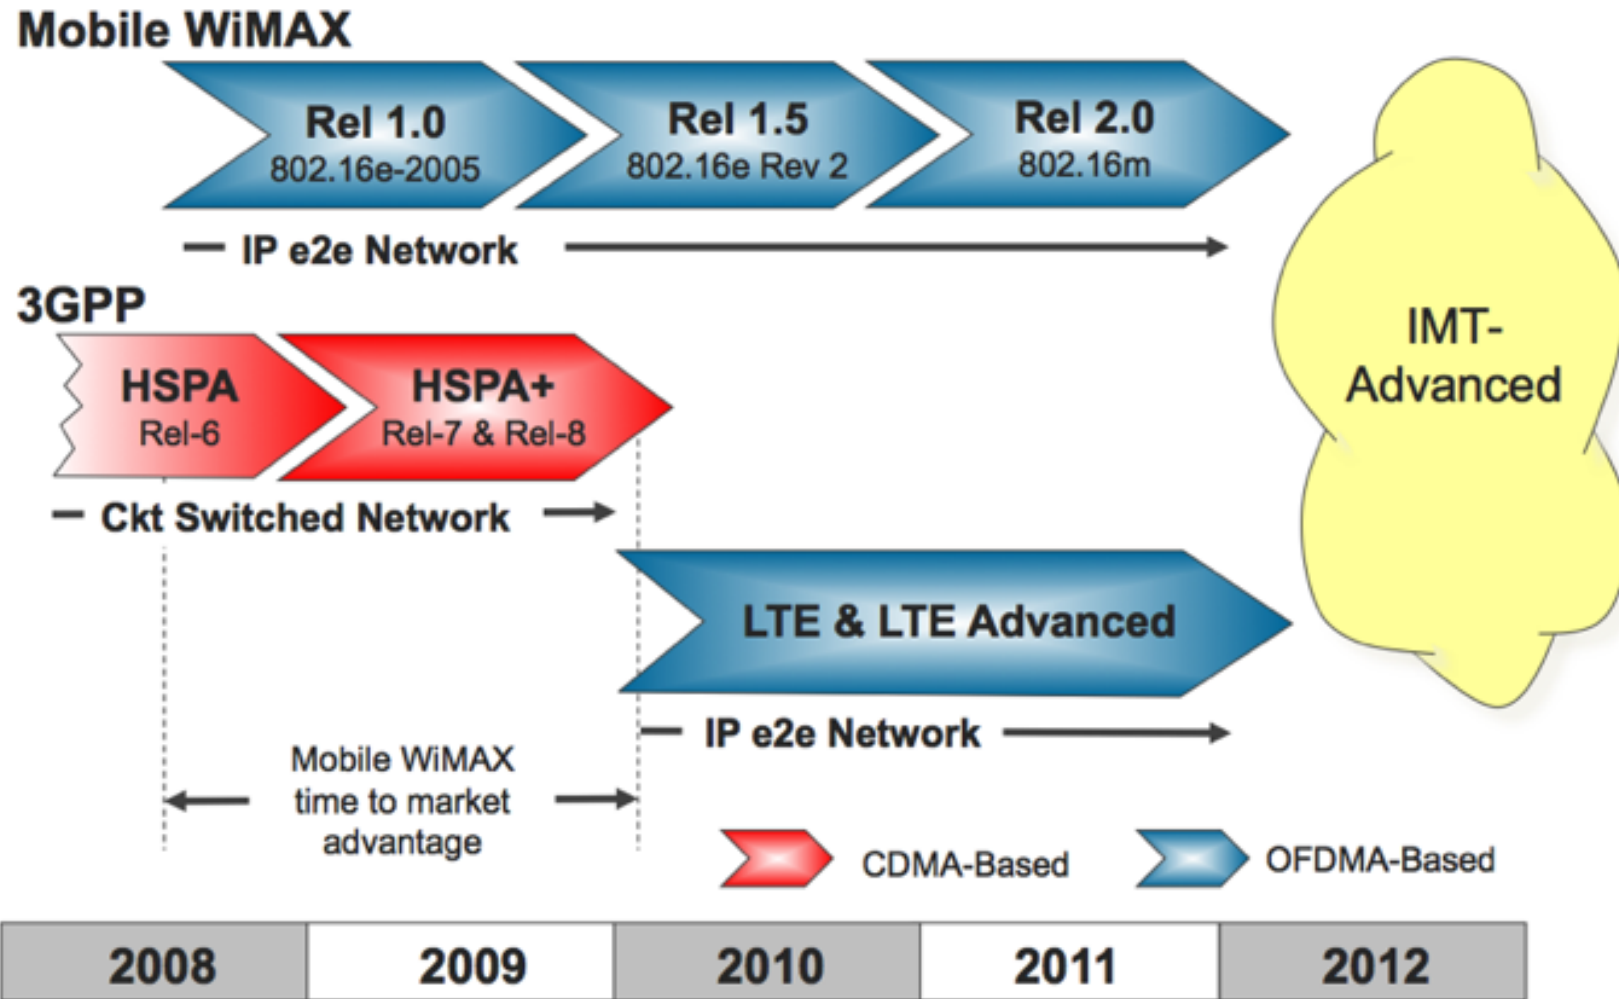 Mobile WiMAX
Rel 1.0
802.16e-2005
Rel 1.5
802.16e Rev 2
Rel 2.0
802.16m
IP e2e Network
3GPP
HSPA
Rel-6
HSPA+
Rel-7 & Rel-8
Ckt Switched Network
IMT-
Advanced
LTE & LTE Advanced
IP e2e Network
Mobile WiMAX
time to market
advantage
CDMA-Based
OFDMA-Based
2008
2009
2010
2011
2012